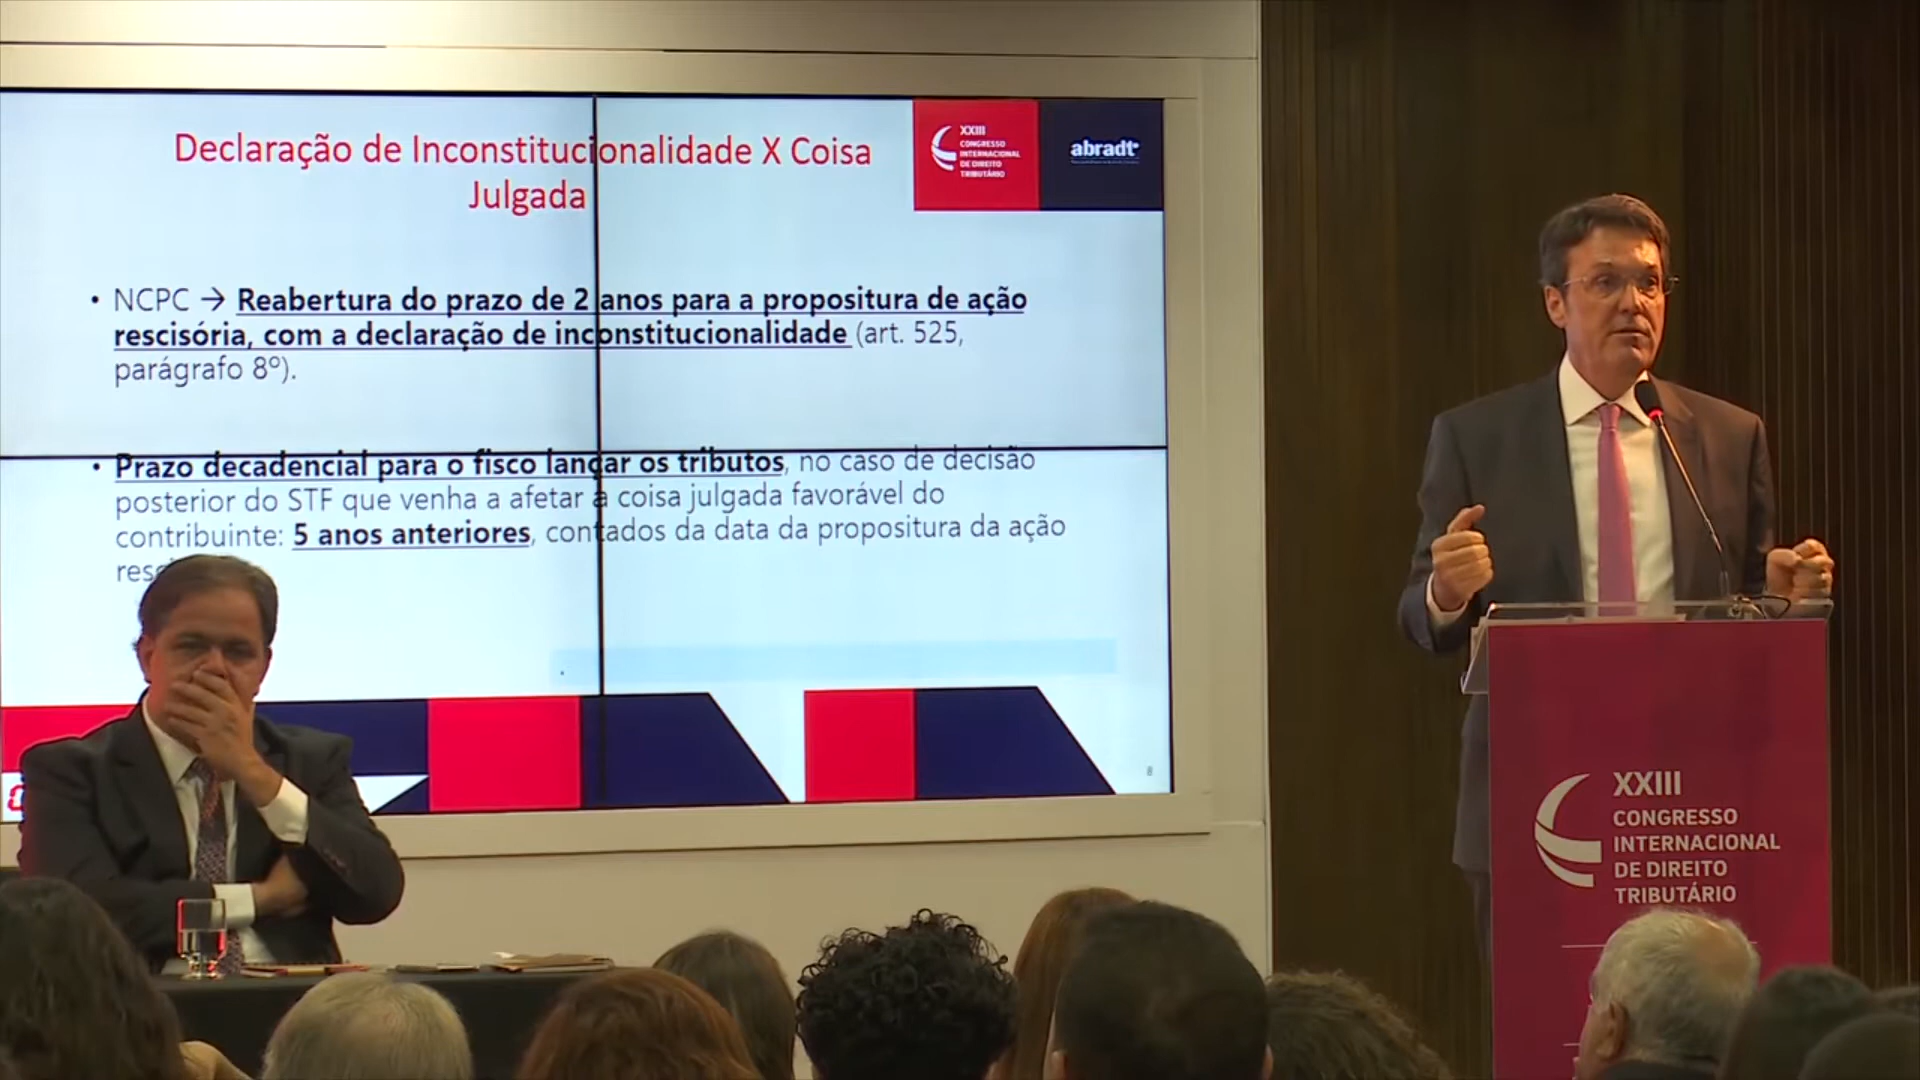 Declaração de Inconstitucionalidade X Coisa
Julgada
XXIII
CONGRESSO
INTERNACIONAL
DE DIREITO
TRIBUTÁRIO
abradt
• NCPC → Reabertura do prazo de 2 anos para a propositura de ação
rescisória, com a declaração de inconstitucionalidade (art. 525,
parágrafo 8º).
• Prazo decadencial para o fisco lançar os tributos, no caso de decisão
posterior do STF que venha a afetar a coisa julgada favorável do
contribuinte: 5 anos anteriores, contados da data da propositura da ação
8
XXIII
CONGRESSO
INTERNACIONAL
DE DIREITO
TRIBUTÁRIO